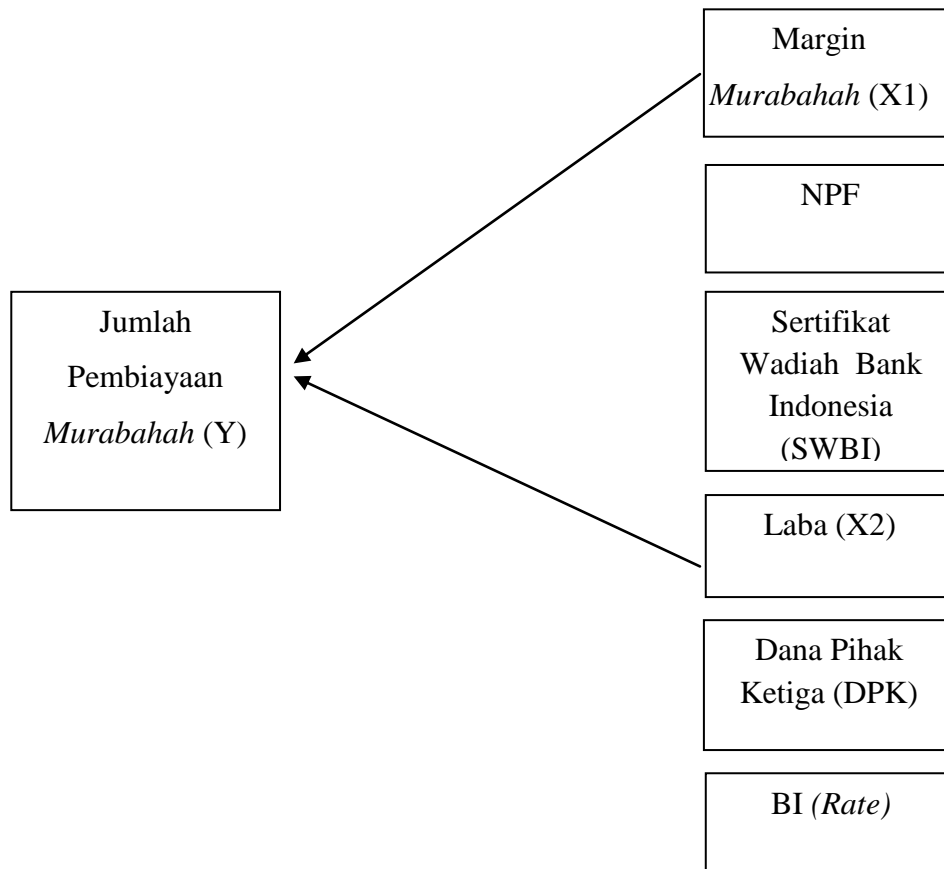 Margin
Murabahah (X1)
NPF
Jumlah
Pembiayaan
Murabahah (Y)
Sertifikat
Wadiah Bank
Indonesia
(SWBI)
Laba (X2)
Dana Pihak
Ketiga (DPK)
BI (Rate)